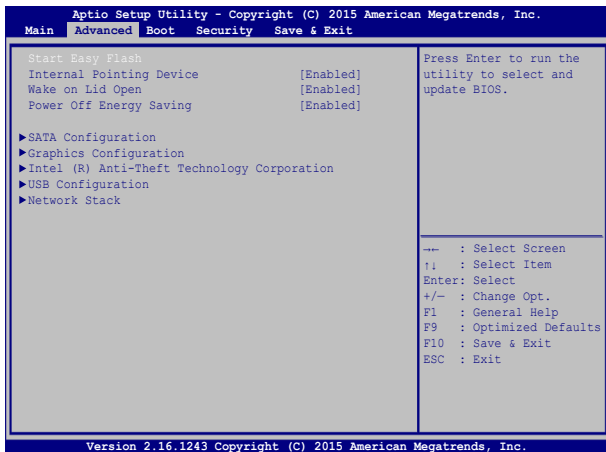 Aptio Setup Utility - Copyright (C) 2015 American Megatrends, Inc.
Main Advanced Boot Security Save & Exit
Start Easy Flash
Internal Pointing Device [Enabled]
Wake on Lid Open [Enabled]
Power Off Energy Saving [Enabled]
▶SATA Configuration
▶Graphics Configuration
▶Intel (R) Anti-Theft Technology Corporation
▶USB Configuration
▶Network Stack
Press Enter to run the
utility to select and
update BIOS.
→← : Select Screen
↑↓ : Select Item
Enter: Select
+/— : Change Opt.
F1 : General Help
F9 : Optimized Defaults
F10 : Save & Exit
ESC : Exit
Version 2.16.1243 Copyright (C) 2015 American Megatrends, Inc.